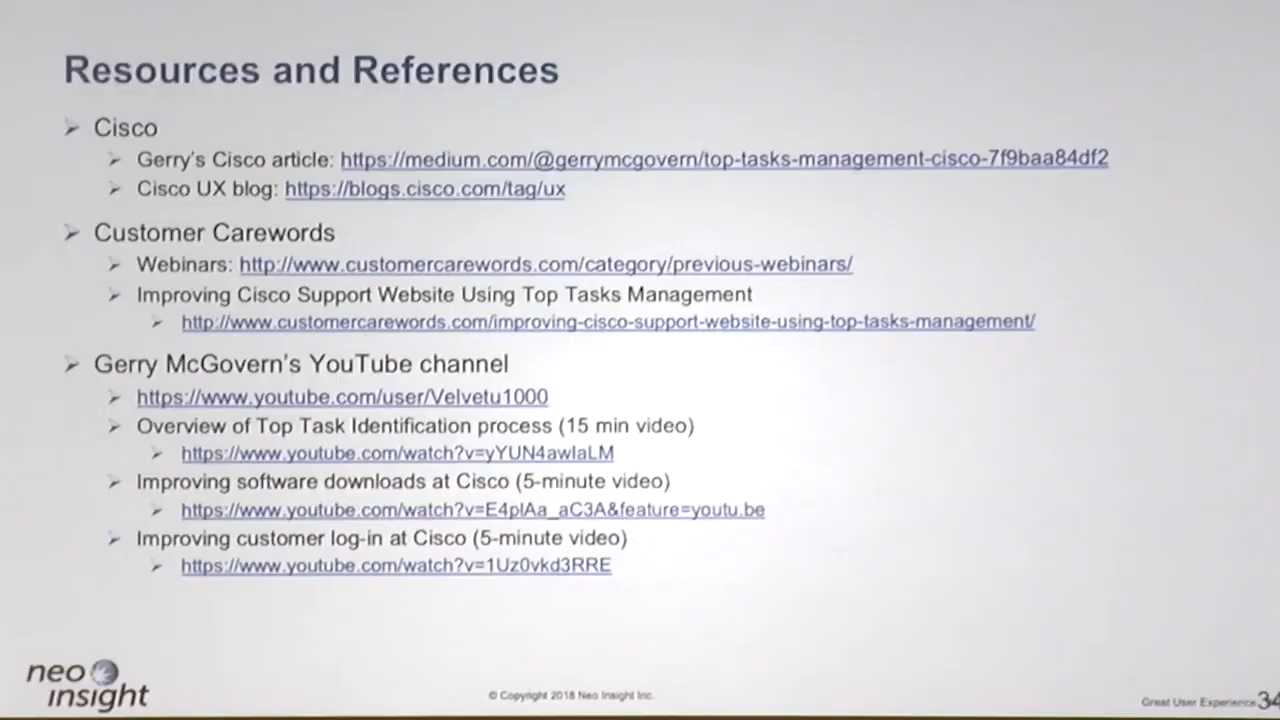 Resources and References
Cisco
Gerry's Cisco article: https://medium.com/@gerrymcgovern/top-tasks-management-cisco-7f9baa84df2
Cisco UX blog: https://blogs.cisco.com/tag/ux
Customer Carewords
Webinars: http://www.customercarewords.com/category/previous-webinars/
Improving Cisco Support Website Using Top Tasks Management
http://www.customercarewords.com/improving-cisco-support-website-using-top-tasks-management/
Gerry McGovern's YouTube channel
https://www.youtube.com/user/Velvetu1000
Overview of Top Task Identification process (15 min video)
https://www.youtube.com/watch?v=yYUN4awlaLM
Improving software downloads at Cisco (5-minute video)
https://www.youtube.com/watch?v=E4plAa_aC3A&feature=youtu.be
Improving customer log-in at Cisco (5-minute video)
https://www.youtube.com/watch?v=1Uz0vkd3RRE
neo insight
© Copyright 2018 Neo Insight Inc.
Great User Experience 34